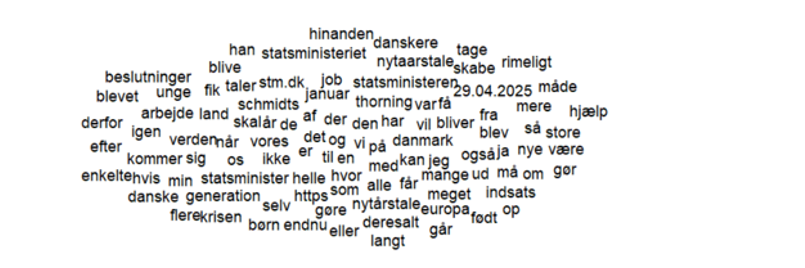 hinanden
han statsministeriet danskere tage
blive nytaarstale skabe rimeligt
beslutninger fik taler stm.dk job statsministeren 29.04.2025 måde
blevet unge schmidts januar thorning var få mere hjælp
derfor arbejde land skal år de af der den har vil bliver fra så store
igen verden når vores det og vi på danmark blev
efter kommer sig os ikke er til en med kan jeg også ja nye være
enkelte hvis min statsminister helle hvor mange ud må om gør
danske generation https som alle får meget indsats
selv gøre nytårstale europa født op
flere krisen børn endnu eller deres alt går
langt